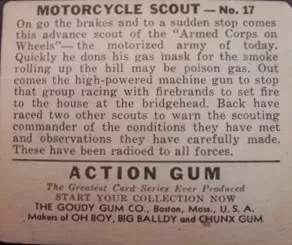 MOTORCYCLE SCOUT — No. 17
On go the brakes and to a sudden stop comes
this advance scout of the "Armed Corps on
Wheels"—the motorized army of today.
Quickly he dons his gas mask for the smoke
rolling up the hill may be poison gas. Out
comes the high-powered machine gun to stop
that group racing with firebrands to set fire
to the house at the bridgehead. Back have
raced two other scouts to warn the scouting
commander of the conditions they have met
and observations they have carefully made.
These have been radioed to all forces.
ACTION GUM
The Greatest Card Series Ever Produced
START YOUR COLLECTION NOW
THE GOUDY GUM CO., Boston, Mass., U. S. A.
Makers of OH BOY, BIG BALLDY and CHUNX GUM